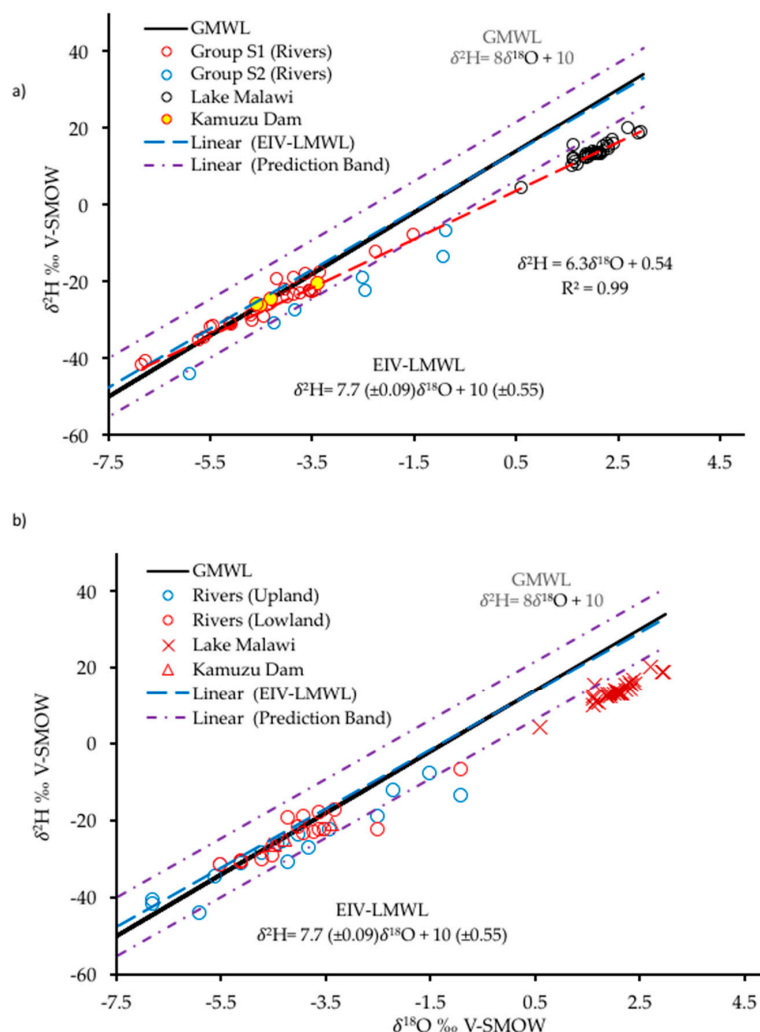 a)
GMWL
Group S1 (Rivers)
Group S2 (Rivers)
Lake Malawi
Kamuzu Dam
Linear (EIV-LMWL)
Linear (Prediction Band)
GMWL
δ²H= 8δ¹⁸O + 10
40
20
0
-20
-40
-60
δ²H ‰ V-SMOW
δ²H = 6.3δ¹⁸O + 0.54
R² = 0.99
EIV-LMWL
δ²H= 7.7 (±0.09)δ¹⁸O + 10 (±0.55)
-7.5 -5.5 -3.5 -1.5 0.5 2.5 4.5
b)
GMWL
Rivers (Upland)
Rivers (Lowland)
Lake Malawi
Kamuzu Dam
Linear (EIV-LMWL)
Linear (Prediction Band)
GMWL
δ²H= 8δ¹⁸O + 10
40
20
0
-20
-40
-60
δ²H ‰ V-SMOW
EIV-LMWL
δ²H= 7.7 (±0.09)δ¹⁸O + 10 (±0.55)
-7.5 -5.5 -3.5 -1.5 0.5 2.5 4.5
δ¹⁸O ‰ V-SMOW